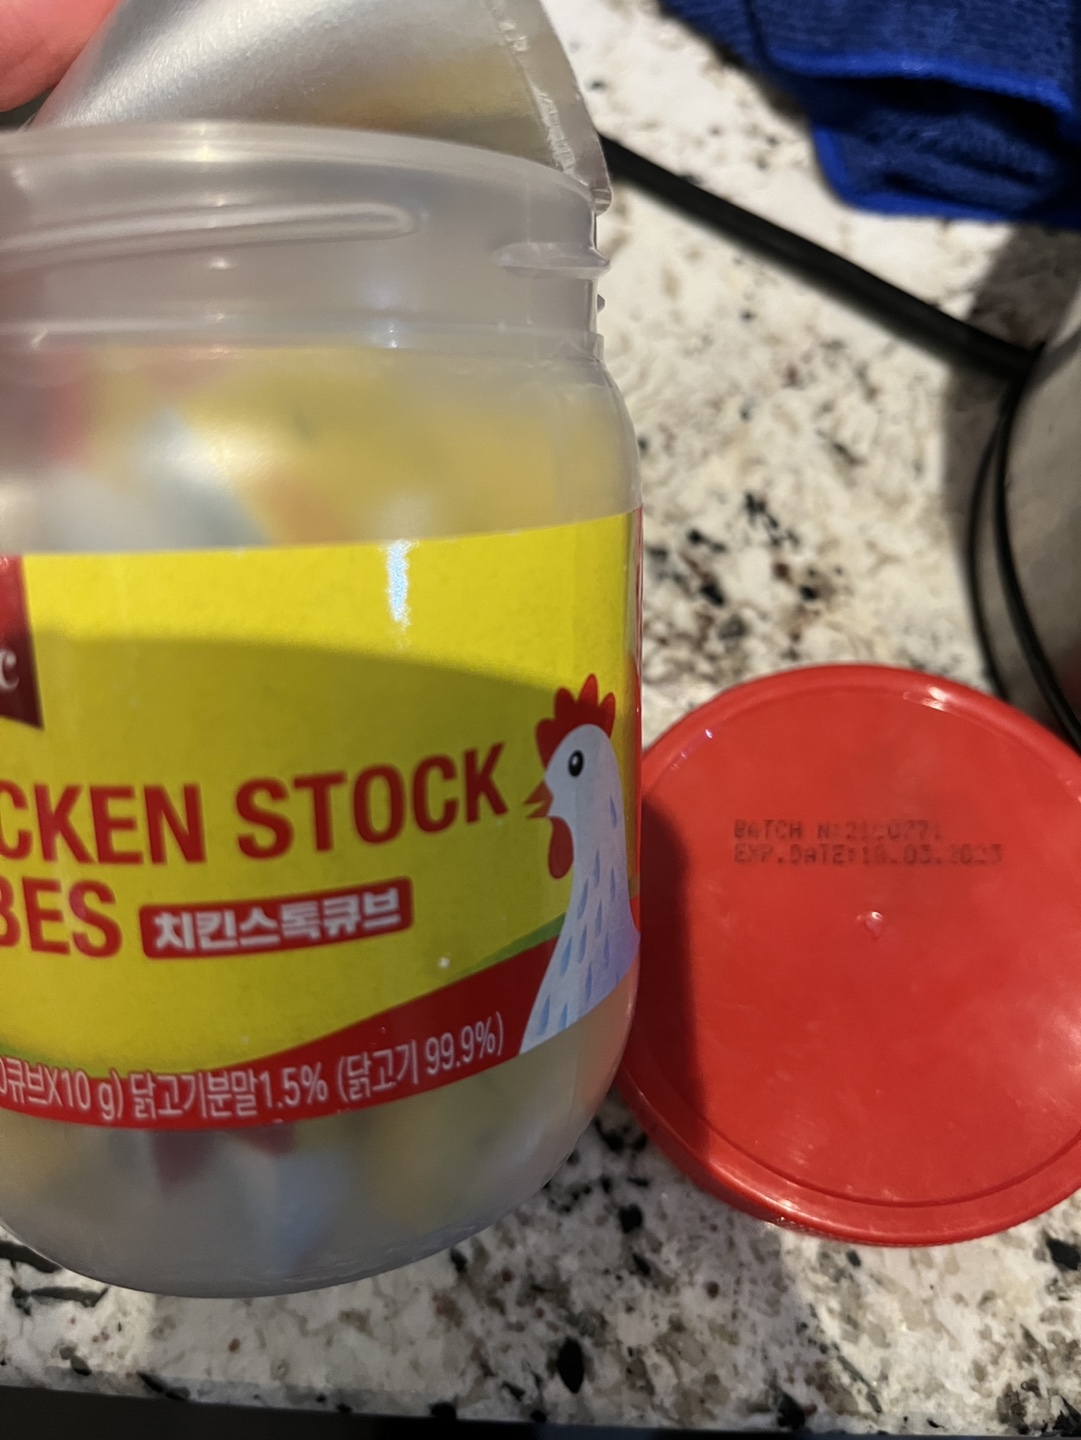 CKEN STOCK
BES 치킨스톡큐브
큐브X10 g) 닭고기분말1.5% (닭고기 99.9%)
BATCH
EXP.DATE: